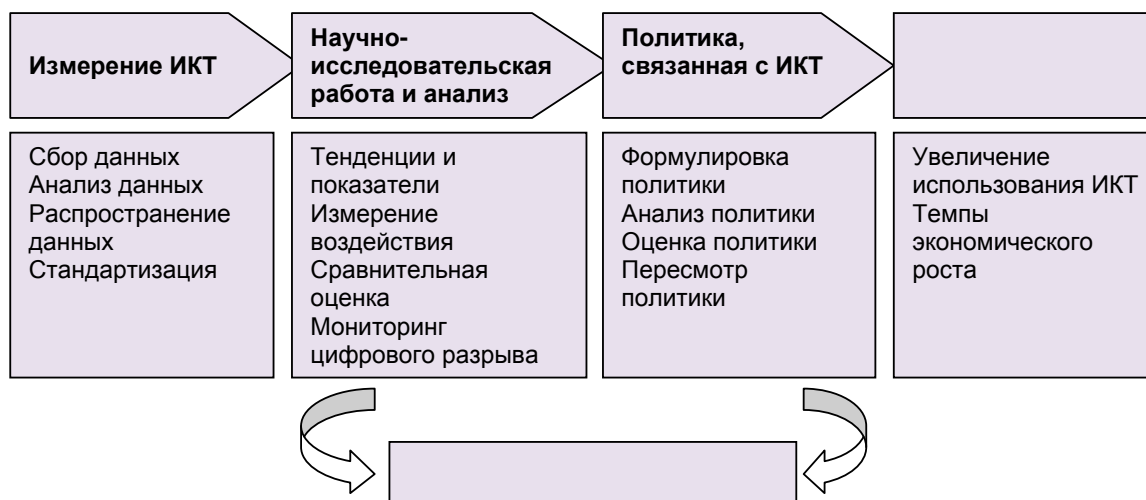 Измерение ИКТ
Научно-
исследовательская
работа и анализ
Политика,
связанная с ИКТ
Сбор данных
Анализ данных
Распространение
данных
Стандартизация
Тенденции и
показатели
Измерение
воздействия
Сравнительная
оценка
Мониторинг
цифрового разрыва
Формулировка
политики
Анализ политики
Оценка политики
Пересмотр
политики
Увеличение
использования ИКТ
Темпы
экономического
роста